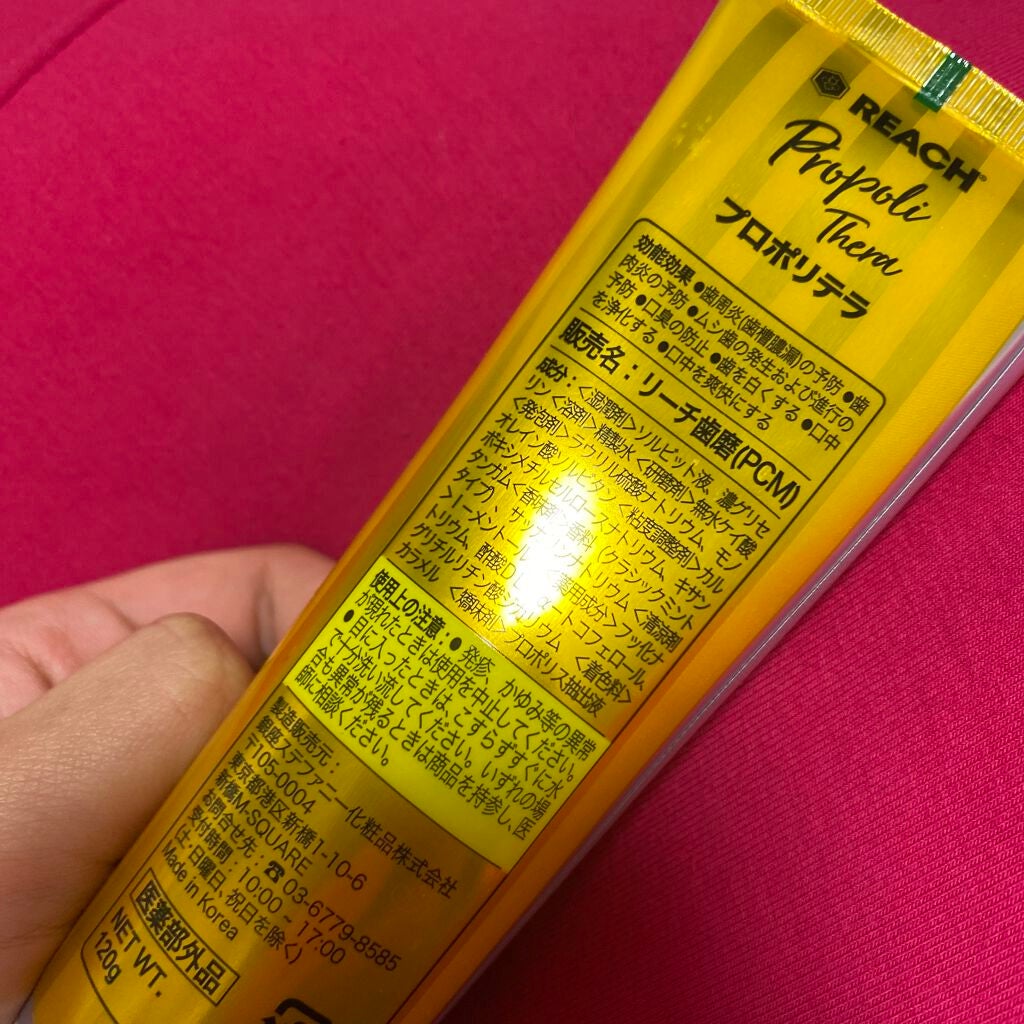 REACH®
Propoli
Thera
プロポリテラ
効能効果 ●歯周炎(歯槽膿漏)の予防 ●歯
肉炎の予防 ●ムシ歯の発生および進行の
予防 ●口臭の防止 ●歯を白くする ●口中
を浄化する ●口中を爽快にする
販売名：リーチ歯磨(PCM)
成分：＜湿潤剤＞ソルビット液、濃グリセ
リン＜溶剤＞精製水＜研磨剤＞無水ケイ酸
＜発泡剤＞ラウリル硫酸ナトリウム、モノ
オレイン酸ソルビタン＜粘度調整剤＞カル
ボキシメチルセルロースナトリウム、キサン
タンガム＜香味剤＞香料(クラシックミント
タイプ)、サッカリンナトリウム＜清涼剤
＞l-メントール＜薬用成分＞フッ化ナ
トリウム、酢酸DL-α-トコフェロール、
グリチルリチン酸ジカリウム＜着色料＞
カラメル＜矯味剤＞プロポリス抽出液
使用上の注意：●発疹、かゆみ等の異常
が現れたときは使用を中止してください。
●目に入ったときは、こすらずすぐに水
で十分洗い流してください。いずれの場
合も異常が残るときは商品を持参し、医
師に相談ください。
製造販売元：
銀座ステファニー化粧品株式会社
〒105-0004
東京都港区新橋1-10-6
新橋M-SQUARE
お問合せ先：☎03-6779-8585
受付時間：10:00～17:00
(土・日曜日、祝日を除く)
Made in Korea
医薬部外品
NET WT.
120g